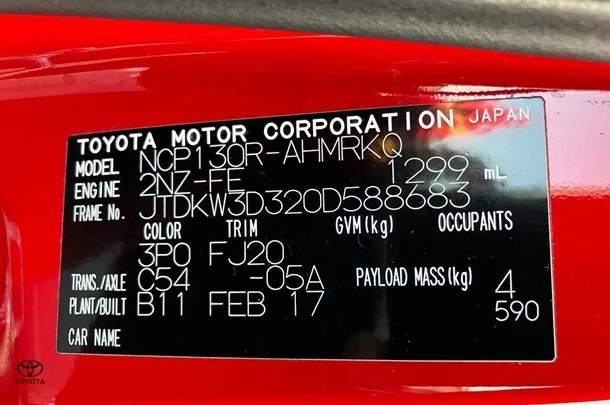 TOYOTA MOTOR CORPORATION JAPAN
MODEL NCP130R-AHMRKQ
ENGINE 2NZ-FE 1299 mL
FRAME No. JTDKW3D320D588683
COLOR TRIM GVM(kg) OCCUPANTS
3P0 FJ20
TRANS./AXLE C54 -05A PAYLOAD MASS(kg) 4
PLANT/BUILT B11 FEB 17 590
CAR NAME
TOYOTA